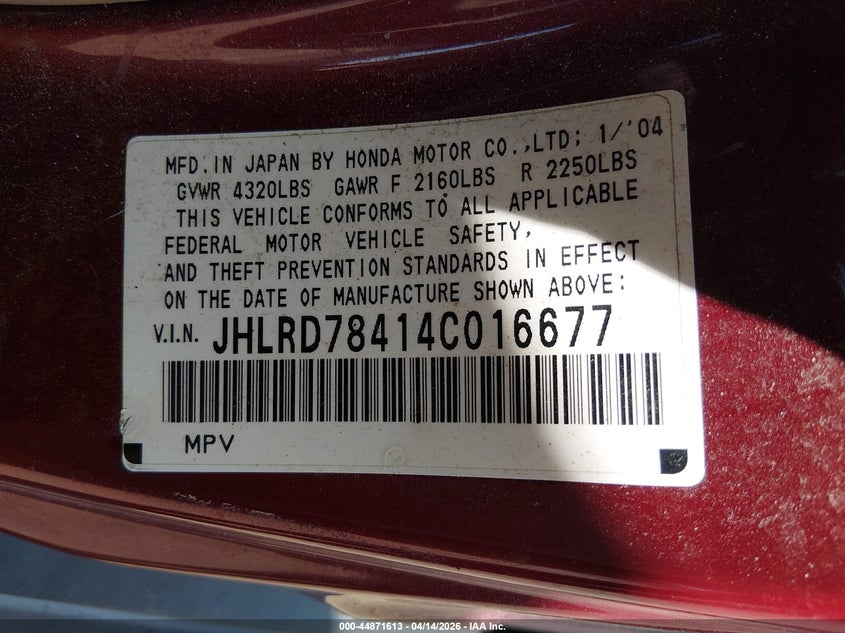 MFD. IN JAPAN BY HONDA MOTOR CO.,LTD; 1/'04
GVWR 4320LBS GAWR F 2160LBS R 2250LBS
THIS VEHICLE CONFORMS TO ALL APPLICABLE
FEDERAL MOTOR VEHICLE SAFETY,
AND THEFT PREVENTION STANDARDS IN EFFECT
ON THE DATE OF MANUFACTURE SHOWN ABOVE:
V.I.N. JHLRD78414C016677
MPV
000-44871613 - 04/14/2026 - IAA Inc.